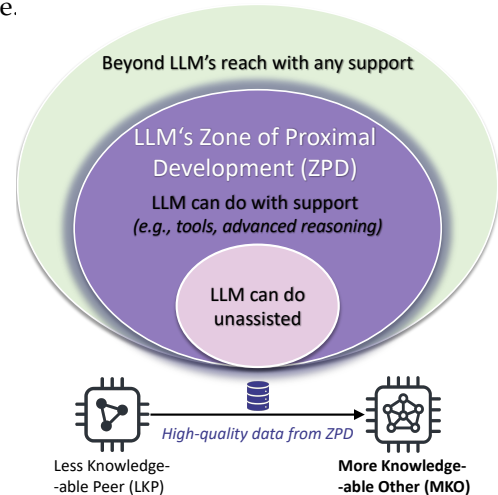 e.
Beyond LLM's reach with any support
LLM‘s Zone of Proximal
Development (ZPD)
LLM can do with support
(e.g., tools, advanced reasoning)
LLM can do
unassisted
High-quality data from ZPD
Less Knowledge-
-able Peer (LKP)
More Knowledge-
-able Other (MKO)